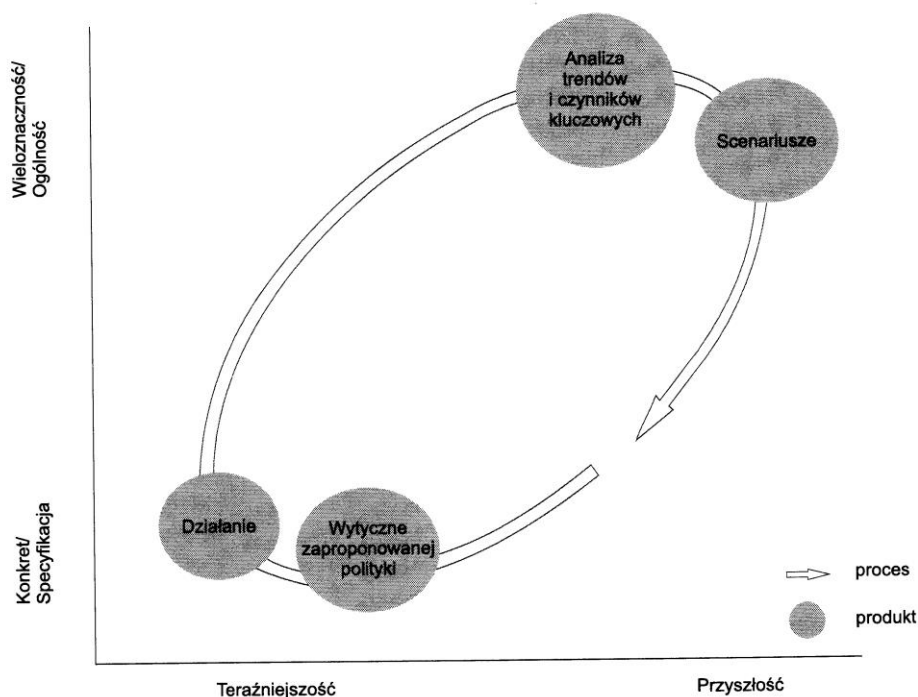 Wieloznaczność/
Ogólność
Analiza
trendów
i czynników
kluczowych
Scenariusze
Konkret/
Specyfikacja
Działanie
Wytyczne
zaproponowanej
polityki
proces
produkt
Teraźniejszość
Przyszłość